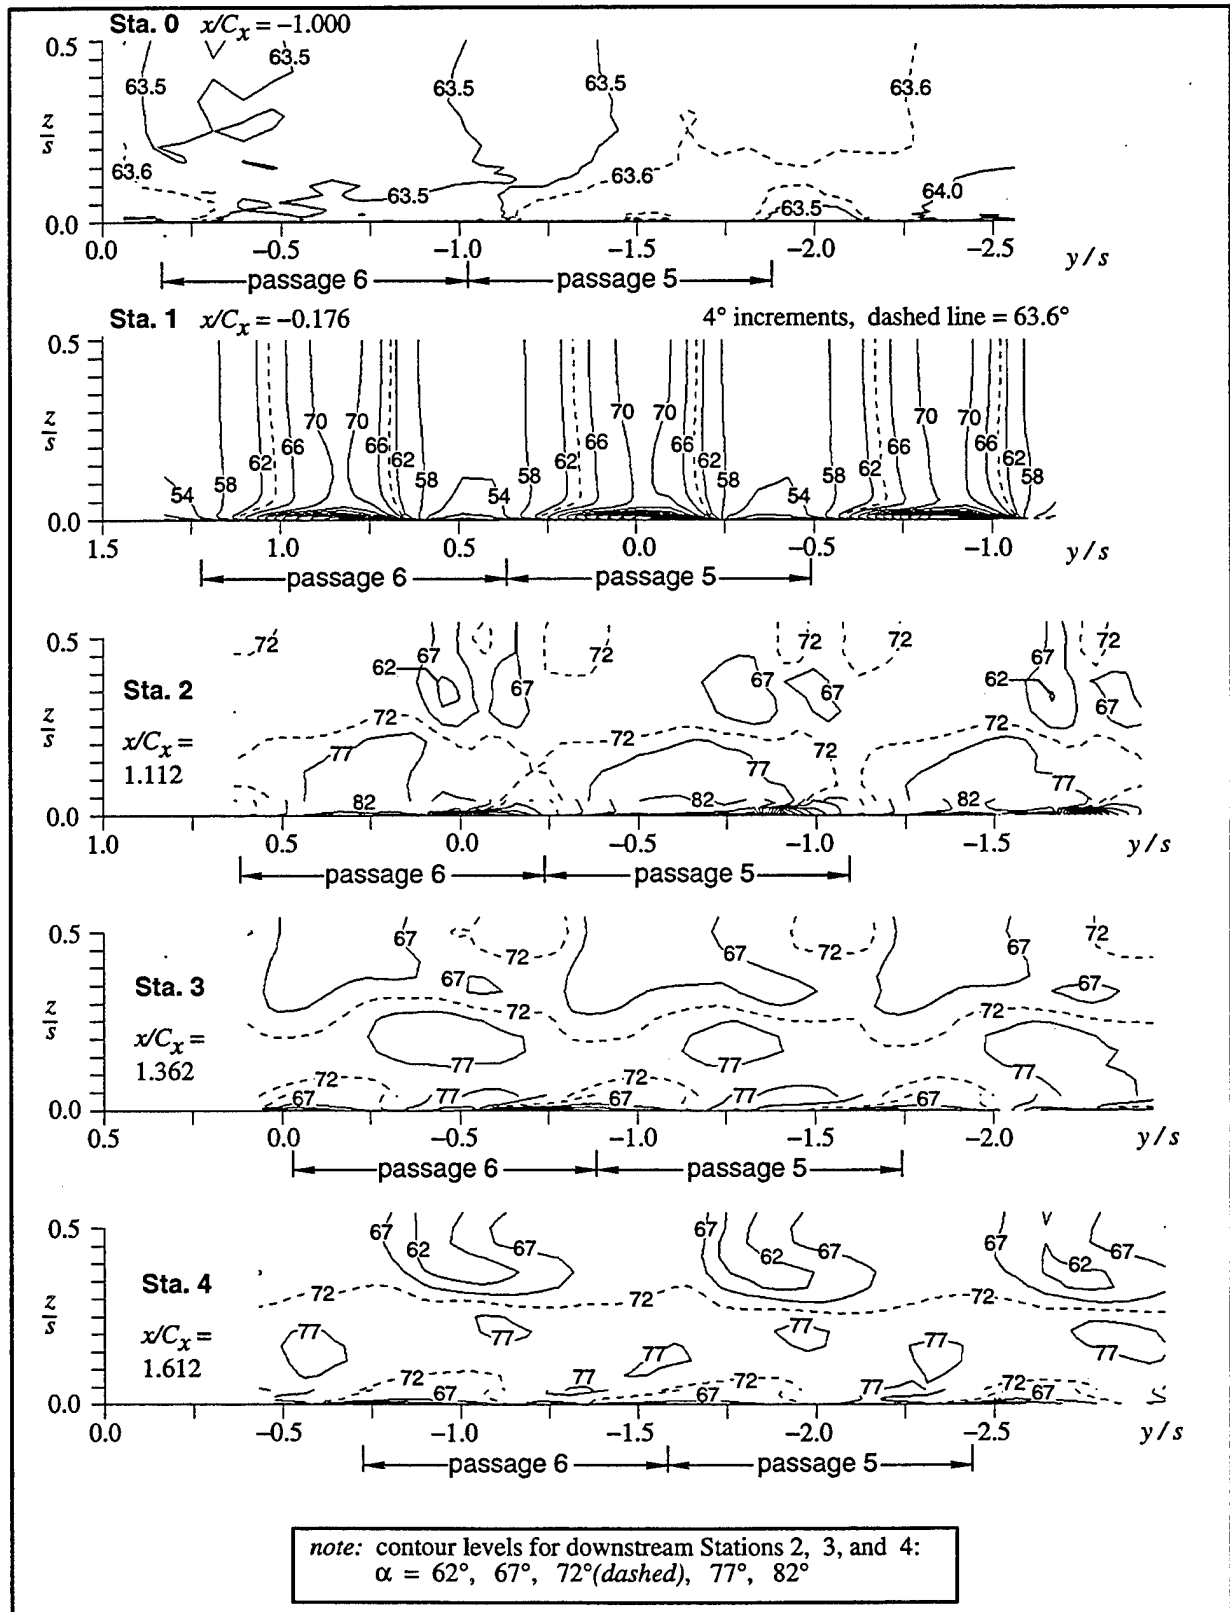 Sta. 0 x/Cx = −1.000
0.5
z/s
0.0
63.5
63.5
63.5
63.5
63.6
63.6
63.5
63.6
63.5
64.0
0.0 −0.5 −1.0 −1.5 −2.0 −2.5 y/s
passage 6 passage 5
Sta. 1 x/Cx = −0.176 4° increments, dashed line = 63.6°
0.5
z/s
0.0
70 70 70 70 70 70
66 66 66 66 66 66
62 62 62 62 62 62
58 58 58 58 58 58
54 54 54
1.5 1.0 0.5 0.0 −0.5 −1.0 y/s
passage 6 passage 5
Sta. 2
x/Cx =
1.112
0.5
z/s
0.0
72 72 72 72 72
67 67 67 67 67 67
62 62
72 72 72 72
77 77 77 77
82 82 82
1.0 0.5 0.0 −0.5 −1.0 −1.5 y/s
passage 6 passage 5
Sta. 3
x/Cx =
1.362
0.5
z/s
0.0
67 72 67 72 67 72
67 67 67
72 72 72
77 77 77
72 72 72
67 77 67 77 67
0.5 0.0 −0.5 −1.0 −1.5 −2.0 y/s
passage 6 passage 5
Sta. 4
x/Cx =
1.612
0.5
z/s
0.0
67 62 67 67 62 67 67 62 67
72 72 72
77 77 77 77 77 77
72 77 72 77 72
67 67 67
0.0 −0.5 −1.0 −1.5 −2.0 −2.5 y/s
passage 6 passage 5
note: contour levels for downstream Stations 2, 3, and 4:
α = 62°, 67°, 72°(dashed), 77°, 82°